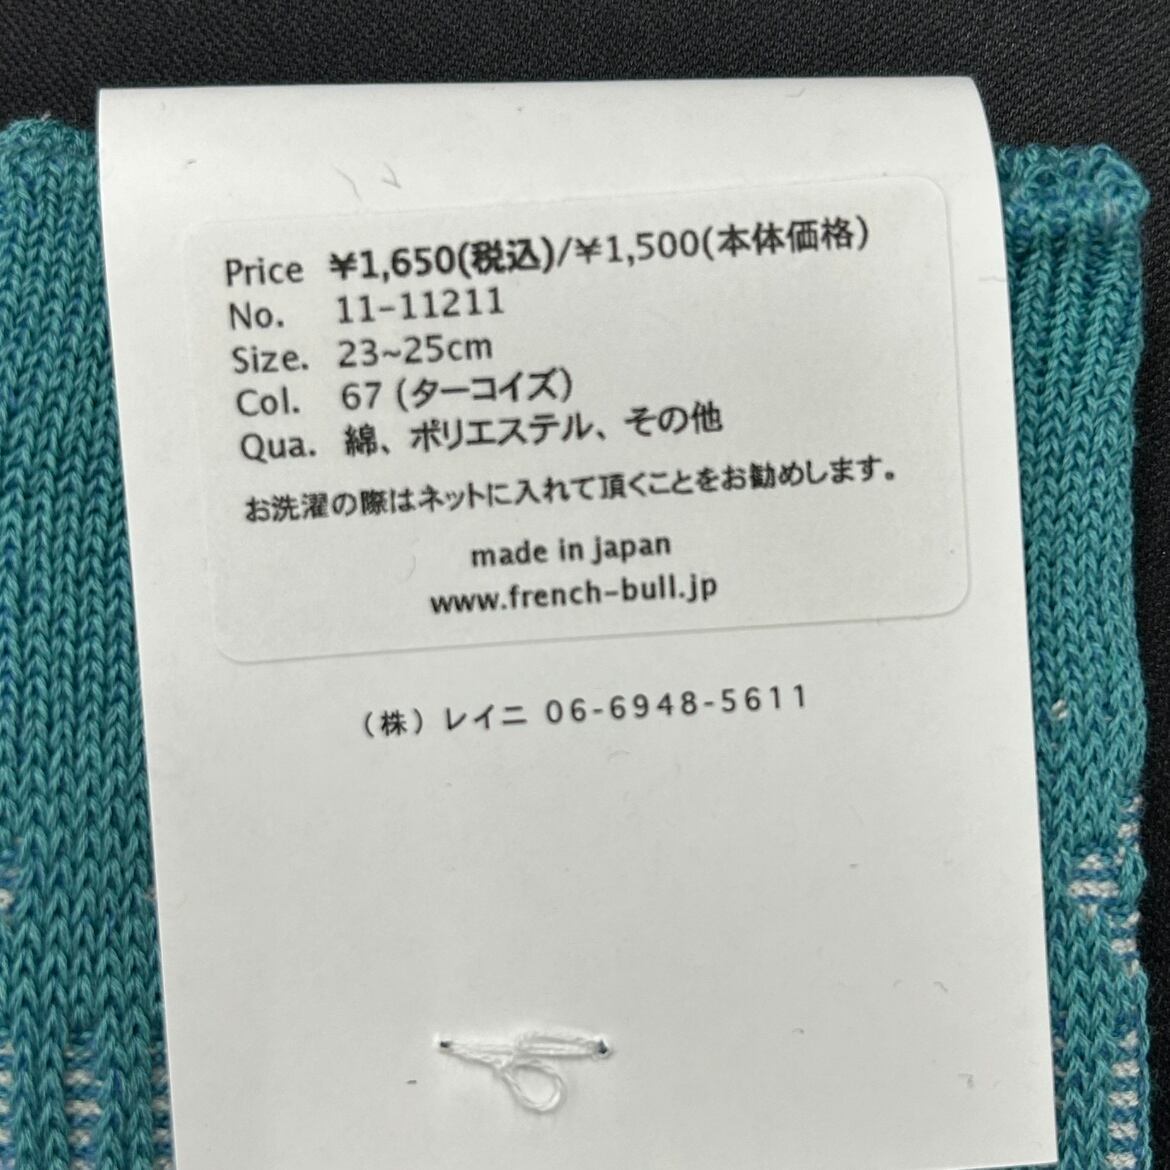 Price ¥1,650(税込)/¥1,500(本体価格)
No. 11-11211
Size. 23~25cm
Col. 67 (ターコイズ)
Qua. 綿、ポリエステル、その他
お洗濯の際はネットに入れて頂くことをお勧めします。
made in japan
www.french-bull.jp
(株)レイニ 06-6948-5611